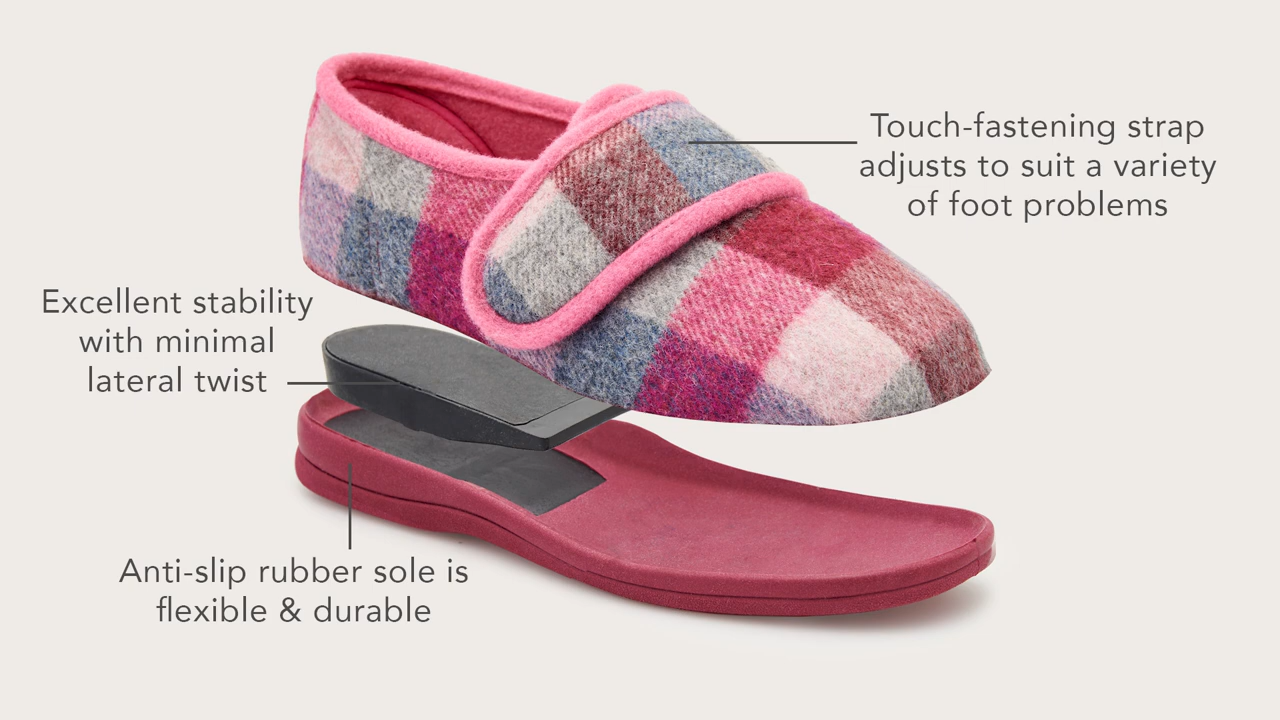 Touch-fastening strap
adjusts to suit a variety
of foot problems
Excellent stability
with minimal
lateral twist
Anti-slip rubber sole is
flexible & durable